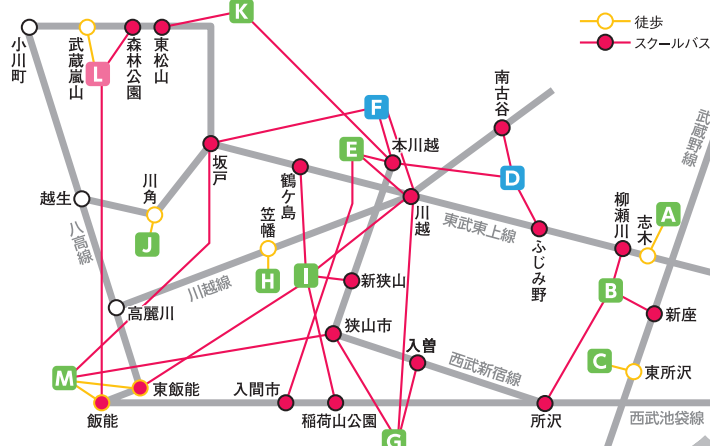 K
徒歩
スクールバス
小川町
武蔵嵐山
森林公園
東松山
L
南古谷
武蔵野線
F
E
本川越
坂戸
鶴ケ島
D
川角
越生
柳瀬川
志木
A
笠幡
川越
東武東上線
ふじみ野
J
八高線
H
I
新狭山
川越線
高麗川
B
新座
狭山市
入曽
西武新宿線
C
東所沢
M
東飯能
飯能
入間市
稲荷山公園
所沢
西武池袋線
G